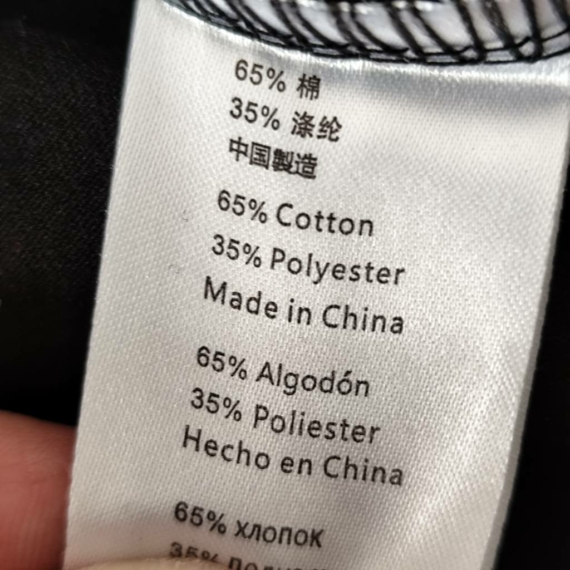 65% 棉
35% 涤纶
中国製造
65% Cotton
35% Polyester
Made in China
65% Algodón
35% Poliester
Hecho en China
65% хлопок
35%